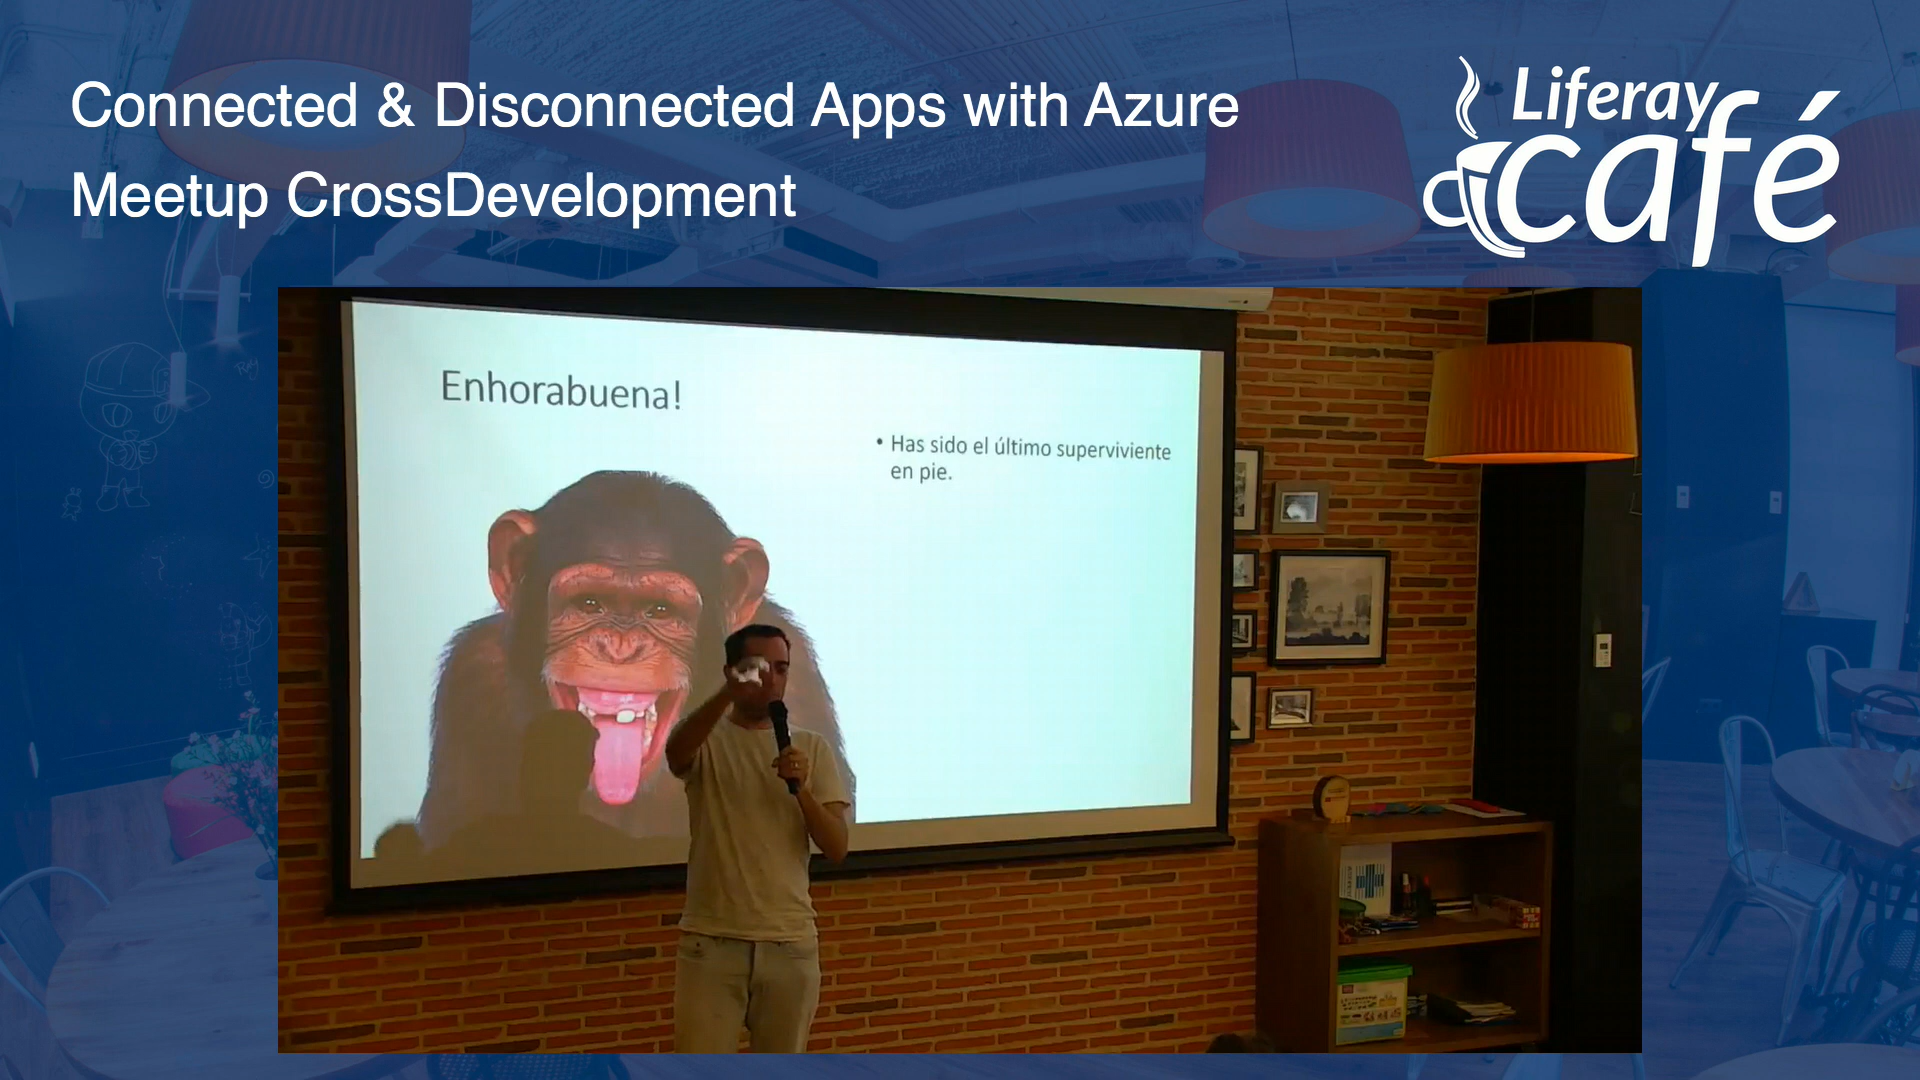 Connected & Disconnected Apps with Azure
Meetup CrossDevelopment
Liferay
café
Enhorabuena!
• Has sido el último superviviente
en pie.